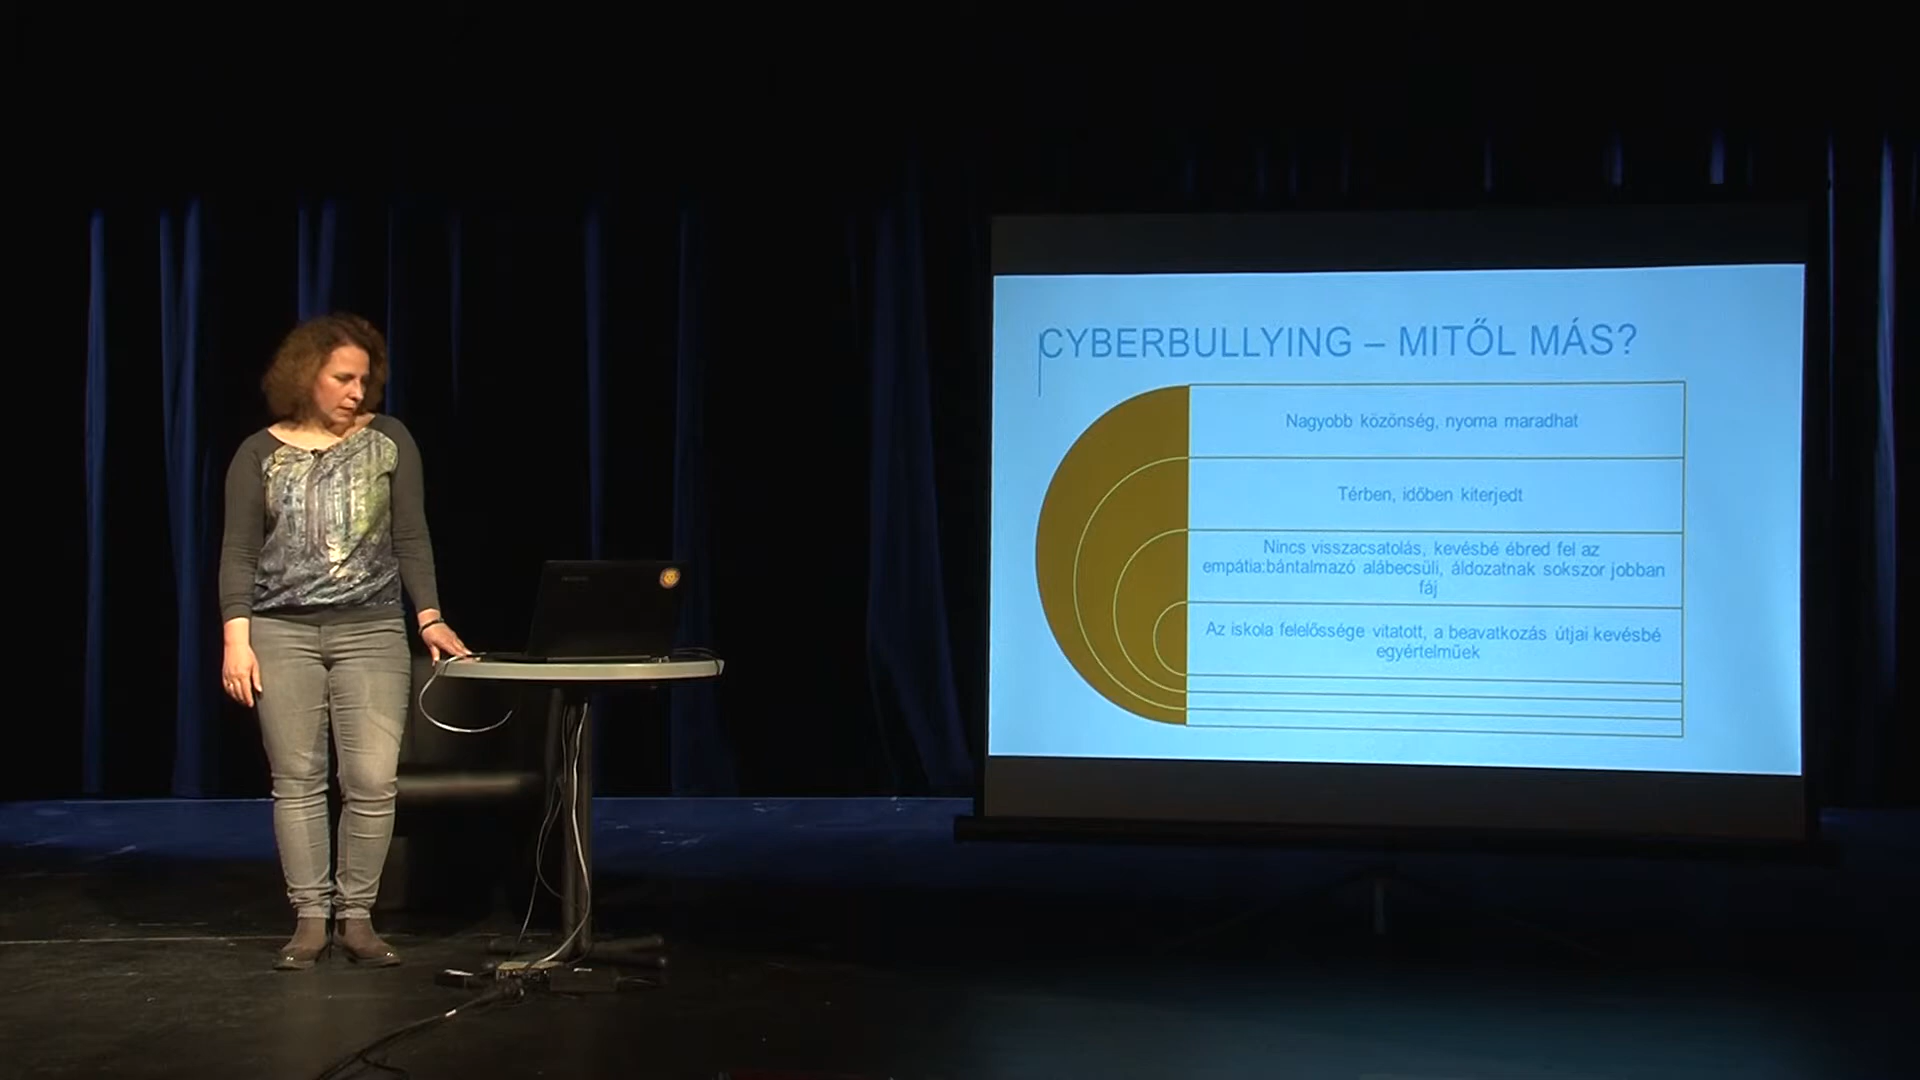 CYBERBULLYING – MITŐL MÁS?
Nagyobb közönség, nyoma maradhat
Térben, időben kiterjedt
Nincs visszacsatolás, kevésbé ébred fel az
empátia:bántalmazó alábecsüli, áldozatnak sokszor jobban
fáj
Az iskola felelőssége vitatott, a beavatkozás útjai kevésbé
egyértelműek